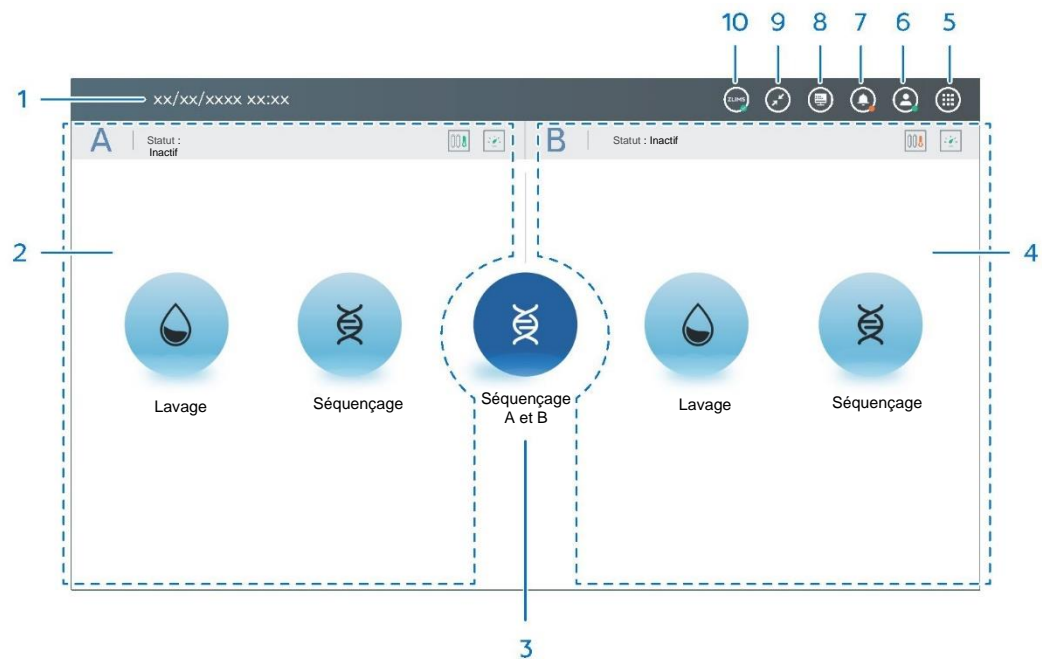 10 9 8 7 6 5
1
xx/xx/xxxx xx:xx
ZLIMS
A
Statut :
Inactif
B
Statut : Inactif
2
4
Lavage
Séquençage
Séquençage
A et B
Lavage
Séquençage
3